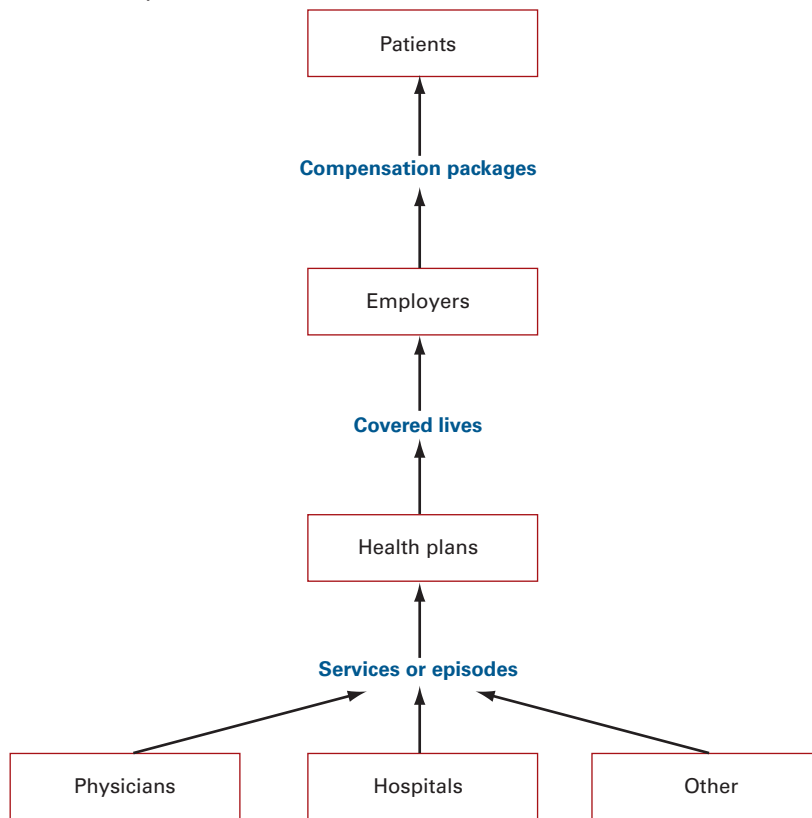 Patients
Compensation packages
Employers
Covered lives
Health plans
Services or episodes
Physicians
Hospitals
Other